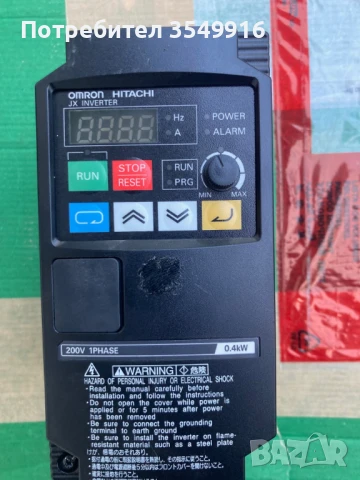 Потребител 3549916
OMRON HITACHI
JX INVERTER
8888
Hz
A
POWER
ALARM
RUN
STOP
RESET
RUN
PRG
MIN
MAX
200V 1PHASE
0.4kW
WARNING
危険
HAZARD OF PERSONAL INJURY OR ELECTRICAL SHOCK
• Read the manual carefully before
installation and follow the instructions
• Do not open the cover while power is
applied or for 5 minutes after power
has been removed
• Be sure to connect the grounding
terminal to earth ground
• Be sure to install the inverter on flame-
resistant material such as a steel plate
BAZAR